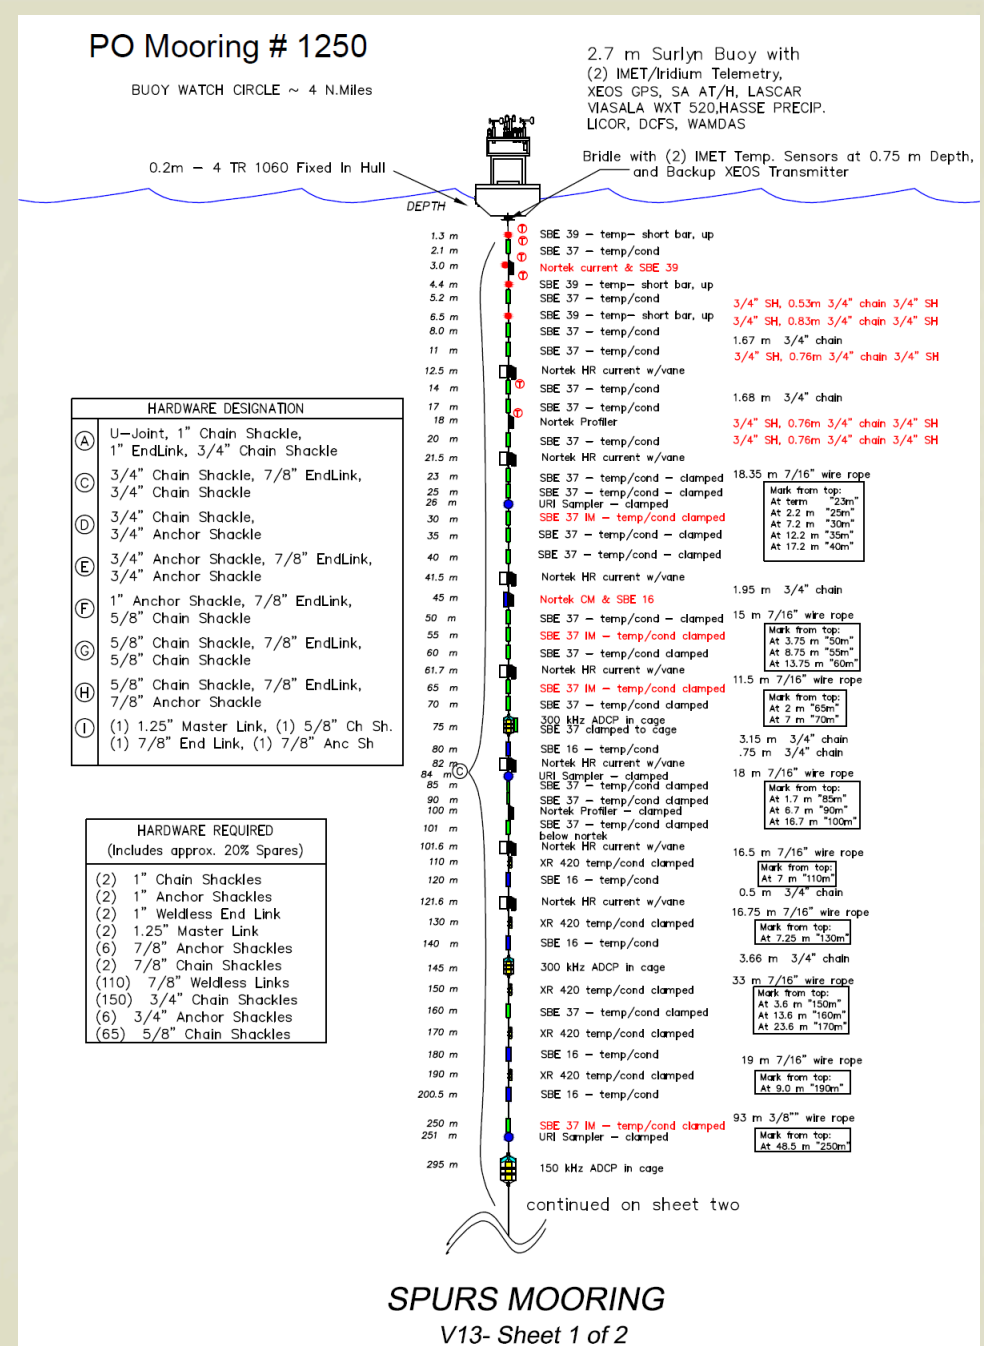 PO Mooring # 1250
BUOY WATCH CIRCLE ~ 4 N.Miles
2.7 m Surlyn Buoy with
(2) IMET/Iridium Telemetry,
XEOS GPS, SA AT/H, LASCAR
VIASALA WXT 520,HASSE PRECIP.
LICOR, DCFS, WAMDAS
0.2m – 4 TR 1060 Fixed In Hull
Bridle with (2) IMET Temp. Sensors at 0.75 m Depth,
and Backup XEOS Transmitter
DEPTH
1.3 m SBE 39 – temp– short bar, up
2.1 m SBE 37 – temp/cond
3.0 m Nortek current & SBE 39
4.4 m SBE 39 – temp– short bar, up
5.2 m SBE 37 – temp/cond
3/4" SH, 0.53m 3/4" chain 3/4" SH
6.5 m SBE 39 – temp– short bar, up
3/4" SH, 0.83m 3/4" chain 3/4" SH
8.0 m SBE 37 – temp/cond
1.67 m 3/4" chain
11 m SBE 37 – temp/cond
3/4" SH, 0.76m 3/4" chain 3/4" SH
12.5 m Nortek HR current w/vane
14 m SBE 37 – temp/cond
1.68 m 3/4" chain
17 m SBE 37 – temp/cond
18 m Nortek Profiler
3/4" SH, 0.76m 3/4" chain 3/4" SH
20 m SBE 37 – temp/cond
3/4" SH, 0.76m 3/4" chain 3/4" SH
21.5 m Nortek HR current w/vane
23 m SBE 37 – temp/cond – clamped
25 m SBE 37 – temp/cond – clamped
26 m URI Sampler – clamped
30 m SBE 37 IM – temp/cond clamped
35 m SBE 37 – temp/cond – clamped
40 m SBE 37 – temp/cond – clamped
18.35 m 7/16" wire rope
Mark from top:
At term "23m"
At 2.2 m "25m"
At 7.2 m "30m"
At 12.2 m "35m"
At 17.2 m "40m"
41.5 m Nortek HR current w/vane
1.95 m 3/4" chain
45 m Nortek CM & SBE 16
50 m SBE 37 – temp/cond – clamped
55 m SBE 37 IM – temp/cond clamped
60 m SBE 37 – temp/cond clamped
15 m 7/16" wire rope
Mark from top:
At 3.75 m "50m"
At 8.75 m "55m"
At 13.75 m "60m"
61.7 m Nortek HR current w/vane
65 m SBE 37 IM – temp/cond clamped
70 m SBE 37 – temp/cond clamped
11.5 m 7/16" wire rope
Mark from top:
At 2 m "65m"
At 7 m "70m"
75 m 300 kHz ADCP in cage
SBE 37 clamped to cage
3.15 m 3/4" chain
80 m SBE 16 – temp/cond
.75 m 3/4" chain
82 m Nortek HR current w/vane
84 m URI Sampler – clamped
C
85 m SBE 37 – temp/cond clamped
90 m SBE 37 – temp/cond clamped
100 m Nortek Profiler – clamped
101 m SBE 37 – temp/cond clamped
below nortek
18 m 7/16" wire rope
Mark from top:
At 1.7 m "85m"
At 6.7 m "90m"
At 16.7 m "100m"
101.6 m Nortek HR current w/vane
110 m XR 420 temp/cond clamped
16.5 m 7/16" wire rope
Mark from top:
At 7 m "110m"
120 m SBE 16 – temp/cond
0.5 m 3/4" chain
121.6 m Nortek HR current w/vane
130 m XR 420 temp/cond clamped
16.75 m 7/16" wire rope
Mark from top:
At 7.25 m "130m"
140 m SBE 16 – temp/cond
3.66 m 3/4" chain
145 m 300 kHz ADCP in cage
150 m XR 420 temp/cond clamped
160 m SBE 37 – temp/cond
170 m XR 420 temp/cond clamped
33 m 7/16" wire rope
Mark from top:
At 3.6 m "150m"
At 13.6 m "160m"
At 23.6 m "170m"
180 m SBE 16 – temp/cond
190 m XR 420 temp/cond clamped
19 m 7/16" wire rope
Mark from top:
At 9.0 m "190m"
200.5 m SBE 16 – temp/cond
250 m SBE 37 IM – temp/cond clamped
251 m URI Sampler – clamped
93 m 3/8"" wire rope
Mark from top:
At 48.5 m "250m"
295 m 150 kHz ADCP in cage
continued on sheet two
HARDWARE DESIGNATION
A U–Joint, 1" Chain Shackle,
1" EndLink, 3/4" Chain Shackle
C 3/4" Chain Shackle, 7/8" EndLink,
3/4" Chain Shackle
D 3/4" Chain Shackle,
3/4" Anchor Shackle
E 3/4" Anchor Shackle, 7/8" EndLink,
3/4" Anchor Shackle
F 1" Anchor Shackle, 7/8" EndLink,
5/8" Chain Shackle
G 5/8" Chain Shackle, 7/8" EndLink,
5/8" Chain Shackle
H 5/8" Chain Shackle, 7/8" EndLink,
7/8" Anchor Shackle
I (1) 1.25" Master Link, (1) 5/8" Ch Sh.
(1) 7/8" End Link, (1) 7/8" Anc Sh
HARDWARE REQUIRED
(Includes approx. 20% Spares)
(2) 1" Chain Shackles
(2) 1" Anchor Shackles
(2) 1" Weldless End Link
(2) 1.25" Master Link
(6) 7/8" Anchor Shackles
(2) 7/8" Chain Shackles
(110) 7/8" Weldless Links
(150) 3/4" Chain Shackles
(6) 3/4" Anchor Shackles
(65) 5/8" Chain Shackles
T
T
T
T
T
T
SPURS MOORING
V13- Sheet 1 of 2